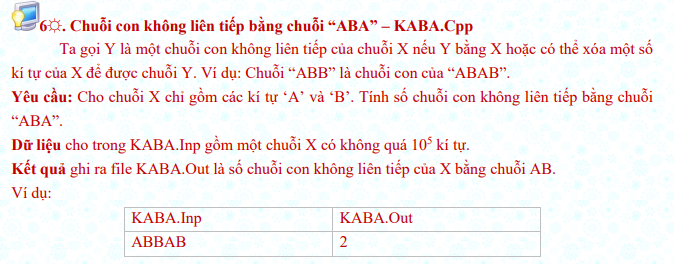 6☼. Chuỗi con không liên tiếp bằng chuỗi “ABA” – KABA.Cpp
Ta gọi Y là một chuỗi con không liên tiếp của chuỗi X nếu Y bằng X hoặc có thể xóa một số
kí tự của X để được chuỗi Y. Ví dụ: Chuỗi “ABB” là chuỗi con của “ABAB”.
Yêu cầu: Cho chuỗi X chỉ gồm các kí tự ‘A’ và ‘B’. Tính số chuỗi con không liên tiếp bằng chuỗi
“ABA”.
Dữ liệu cho trong KABA.Inp gồm một chuỗi X có không quá 10⁵ kí tự.
Kết quả ghi ra file KABA.Out là số chuỗi con không liên tiếp của X bằng chuỗi AB.
Ví dụ:
KABA.Inp KABA.Out
ABBAB 2